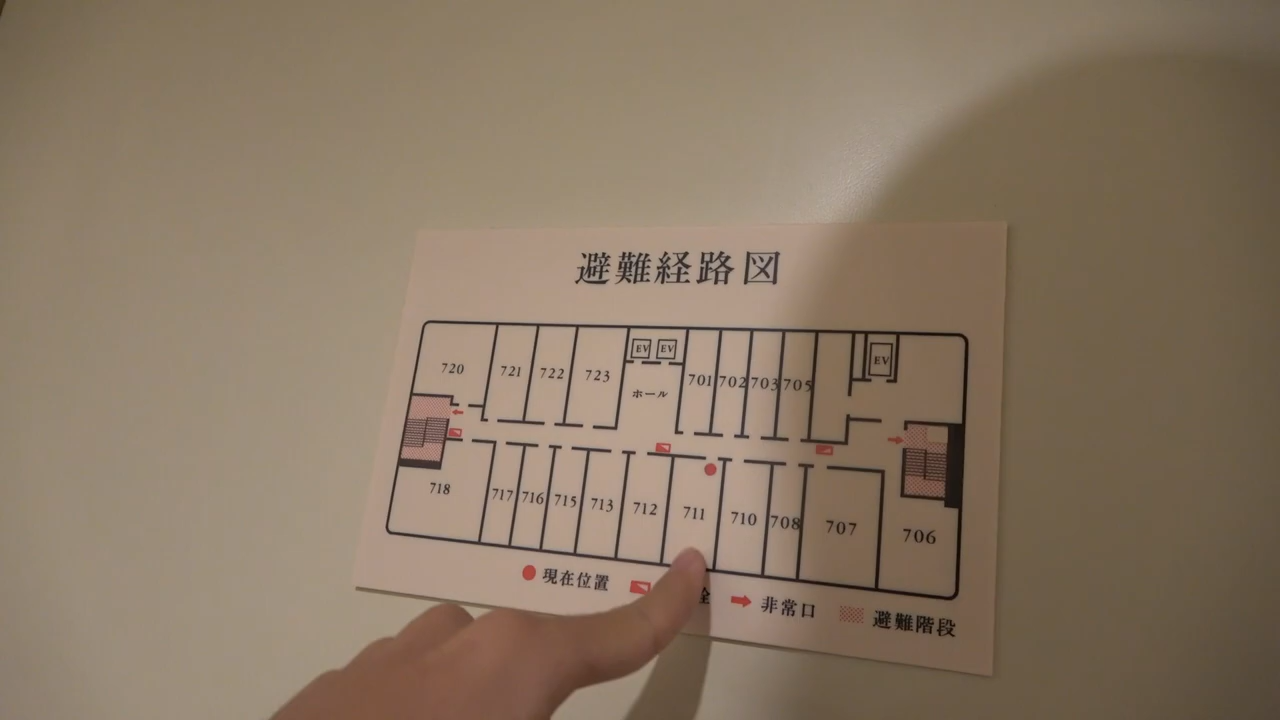 避難経路図
720 721 722 723 EV EV 701 702 703 705 EV
ホール
718 717 716 715 713 712 711 710 708 707 706
現在位置 栓 非常口 避難階段